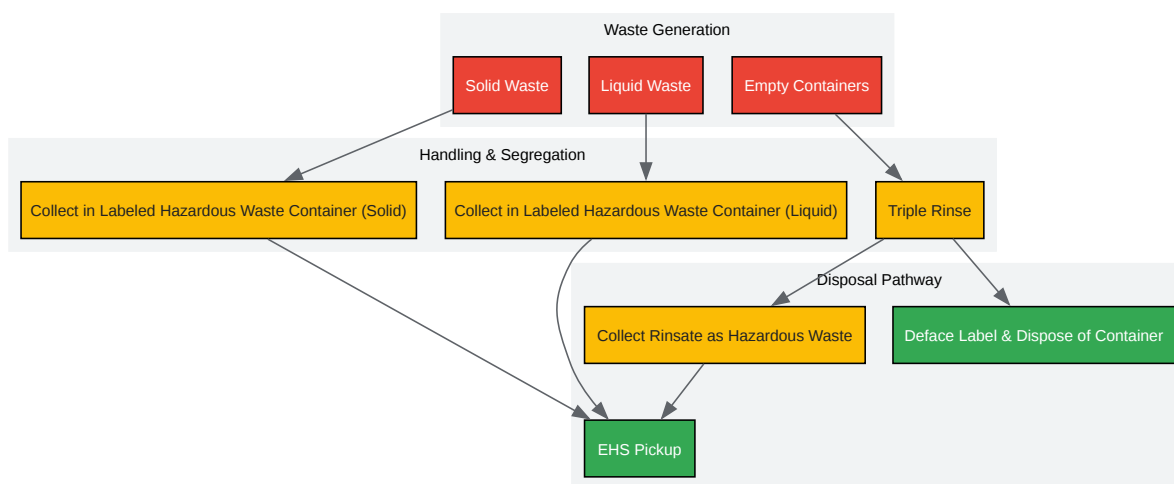 Waste Generation
Solid Waste
Liquid Waste
Empty Containers
Handling & Segregation
Collect in Labeled Hazardous Waste Container (Solid)
Collect in Labeled Hazardous Waste Container (Liquid)
Triple Rinse
Disposal Pathway
Collect Rinsate as Hazardous Waste
Deface Label & Dispose of Container
EHS Pickup